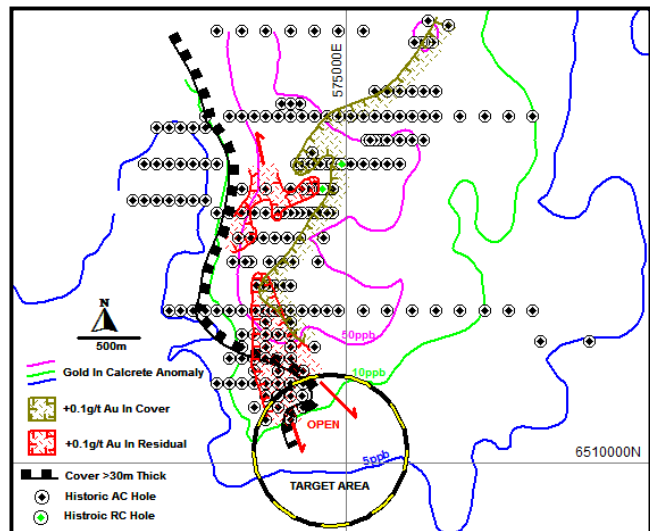 575000E
N
500m
50ppb
Gold In Calcrete Anomaly
10ppb
+0.1g/t Au In Cover
OPEN
+0.1g/t Au In Residual
6510000N
5ppb
Cover >30m Thick
TARGET AREA
Historic AC Hole
Histroic RC Hole